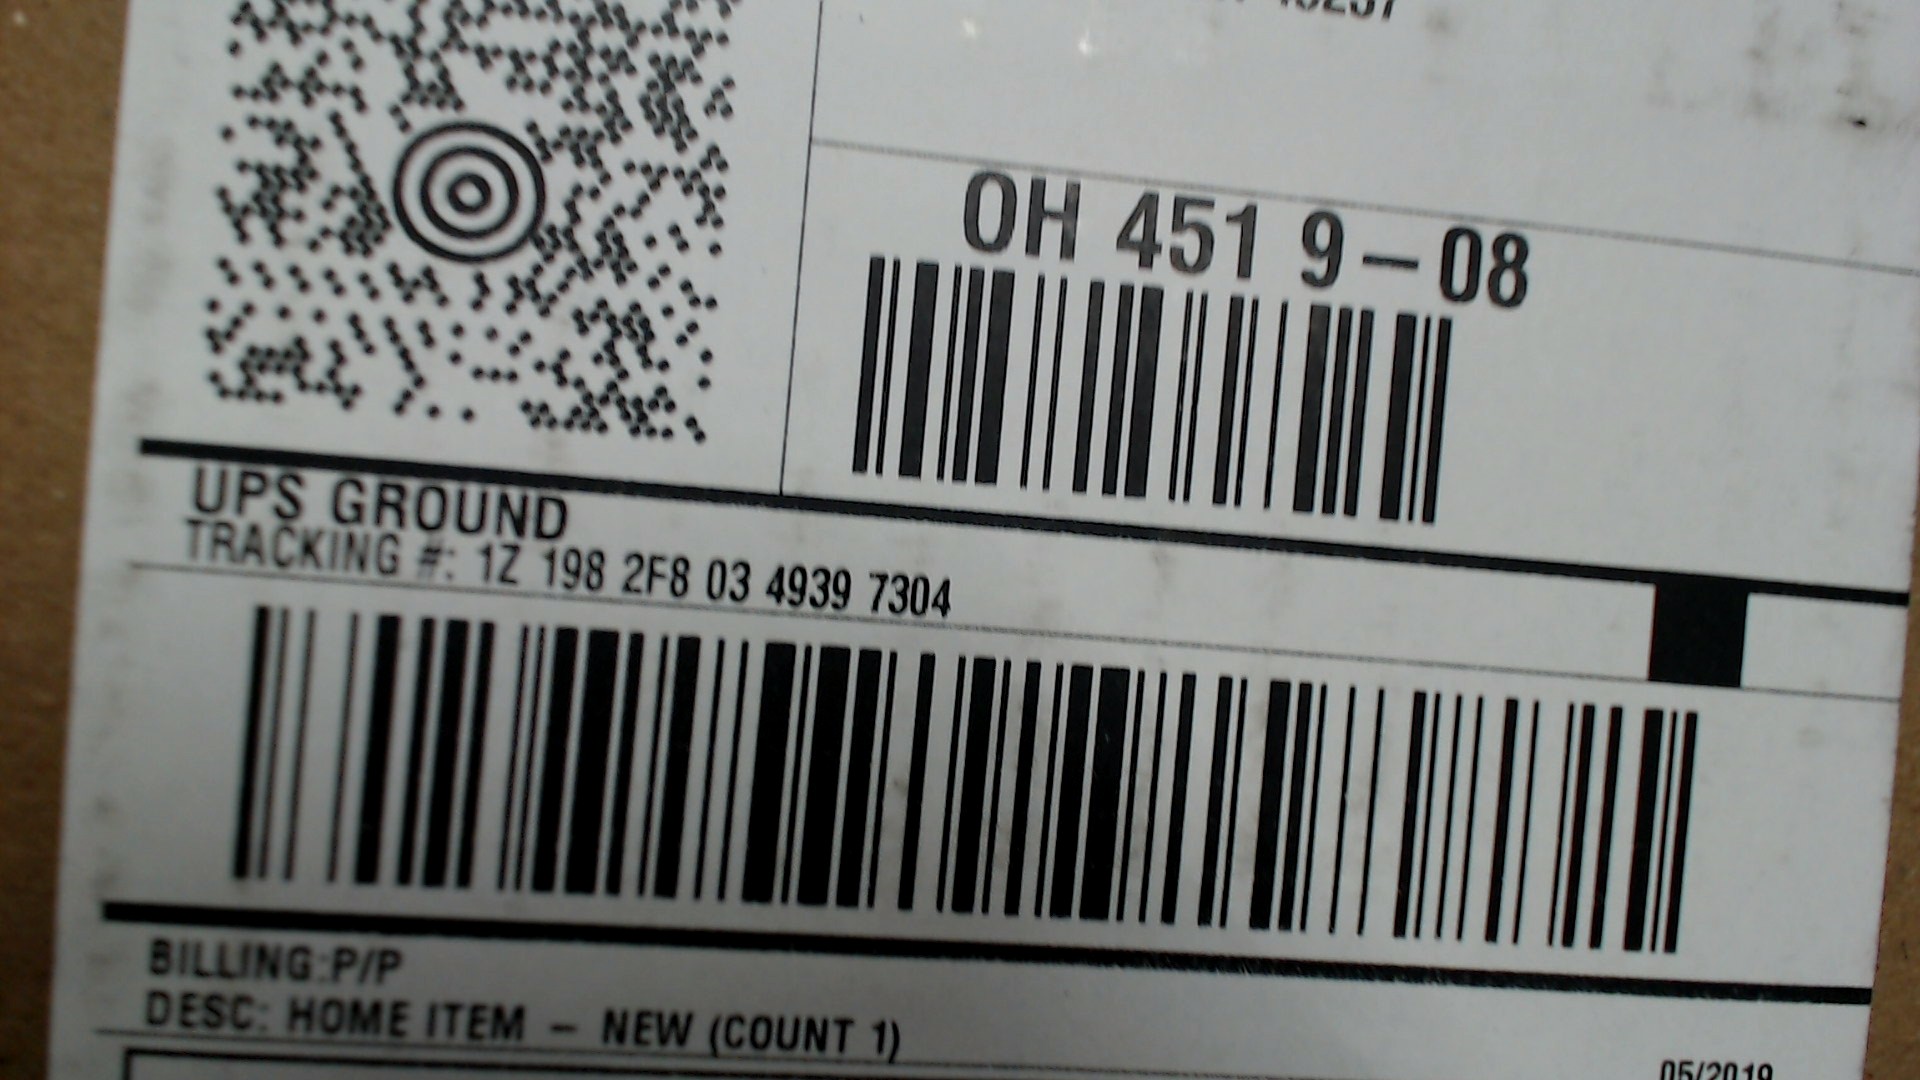 OH 451 9-08
UPS GROUND
TRACKING #: 1Z 198 2F8 03 4939 7304
BILLING:P/P
DESC: HOME ITEM - NEW (COUNT 1)
05/2019